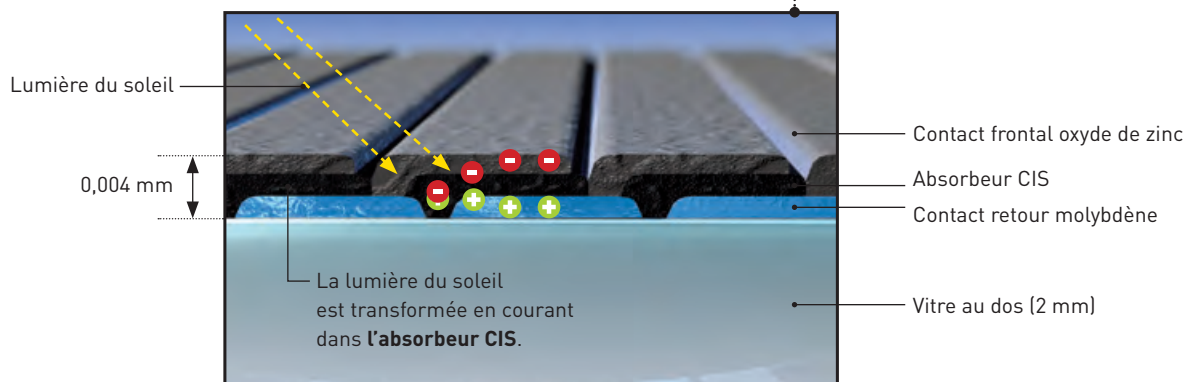 Lumière du soleil
0,004 mm
Contact frontal oxyde de zinc
Absorbeur CIS
Contact retour molybdène
La lumière du soleil
est transformée en courant
dans l'absorbeur CIS.
Vitre au dos (2 mm)